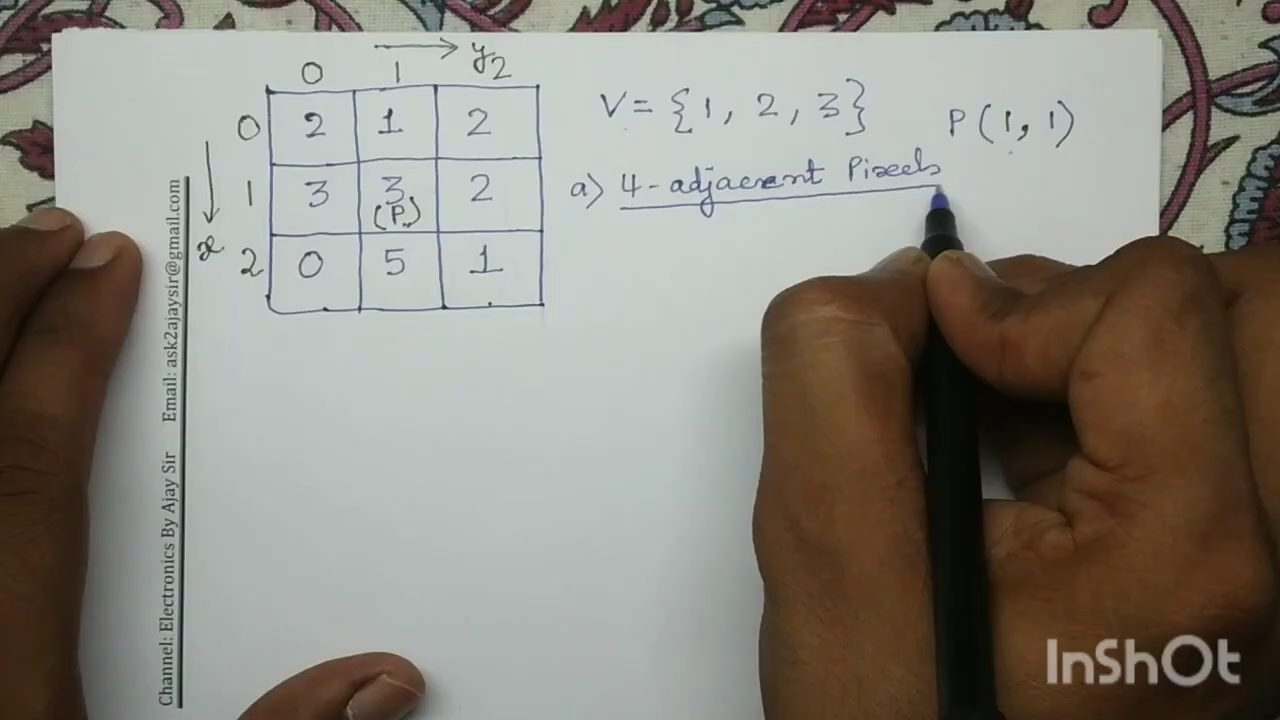 0 1 → y 2
0 2 1 2
1 3 3 (P) 2
x 2 0 5 1
V = {1, 2, 3} P(1, 1)
a) 4-adjacent Pixels
Channel: Electronics By Ajay Sir Email: ask2ajaysir@gmail.com
InShOt